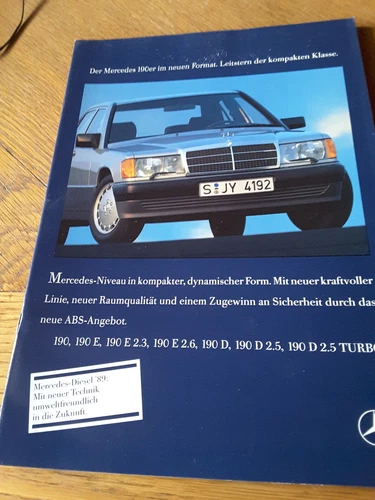 Der Mercedes 190er im neuen Format. Leitstern der kompakten Klasse.
S JY 4192
Mercedes-Niveau in kompakter, dynamischer Form. Mit neuer kraftvoller
Linie, neuer Raumqualität und einem Zugewinn an Sicherheit durch das
neue ABS-Angebot.
190, 190 E, 190 E 2.3, 190 E 2.6, 190 D, 190 D 2.5, 190 D 2.5 TURBO
Mercedes-Diesel '89:
Mit neuer Technik
umweltfreundlich
in die Zukunft.